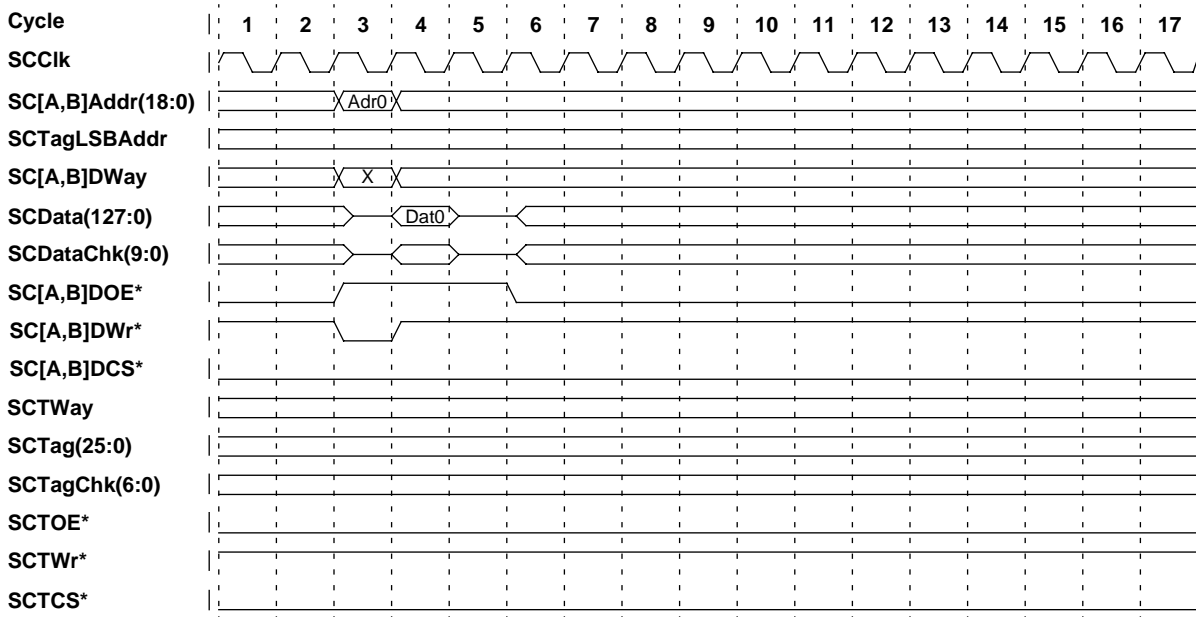 Cycle 1 2 3 4 5 6 7 8 9 10 11 12 13 14 15 16 17
SCClk
SC[A,B]Addr(18:0) Adr0
SCTagLSBAddr
SC[A,B]DWay X
SCData(127:0) Dat0
SCDataChk(9:0)
SC[A,B]DOE*
SC[A,B]DWr*
SC[A,B]DCS*
SCTWay
SCTag(25:0)
SCTagChk(6:0)
SCTOE*
SCTWr*
SCTCS*